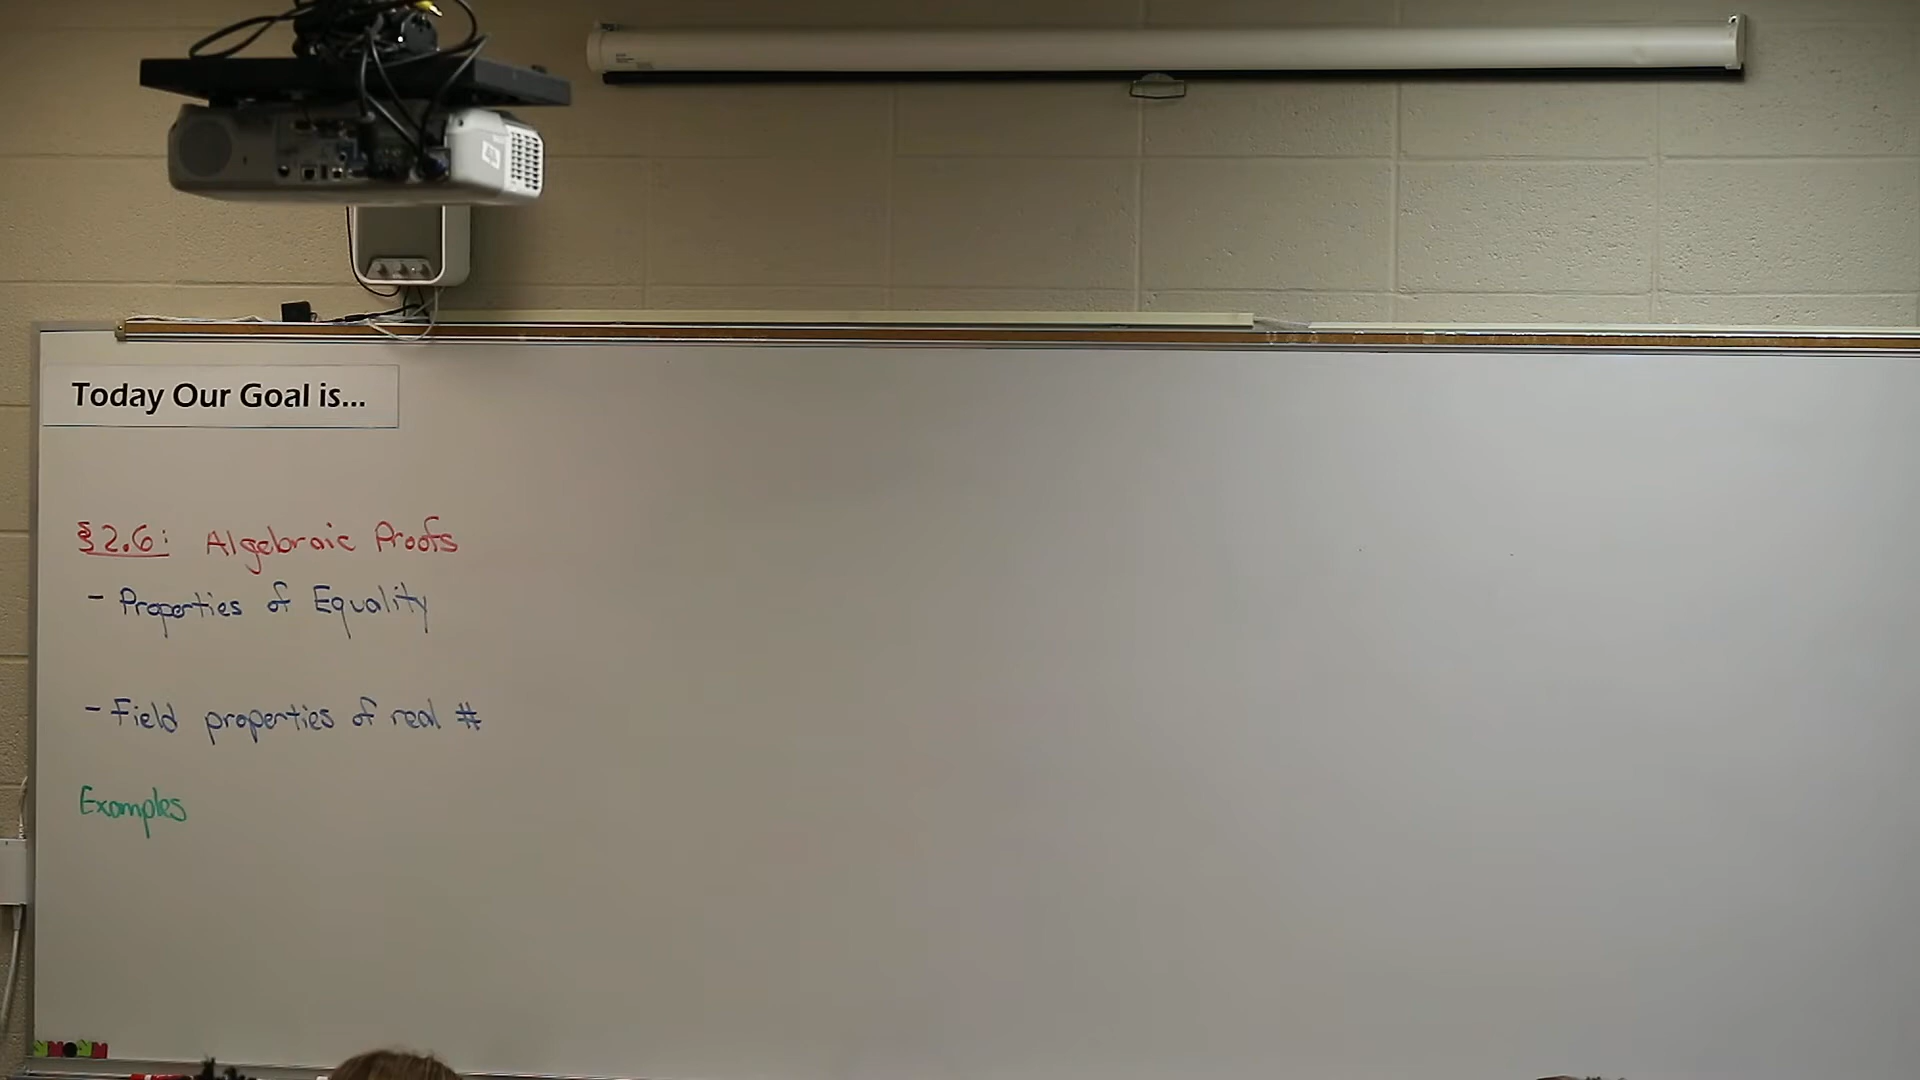 Today Our Goal is...
§2.6: Algebraic Proofs
- Properties of Equality
- Field properties of real #
Examples